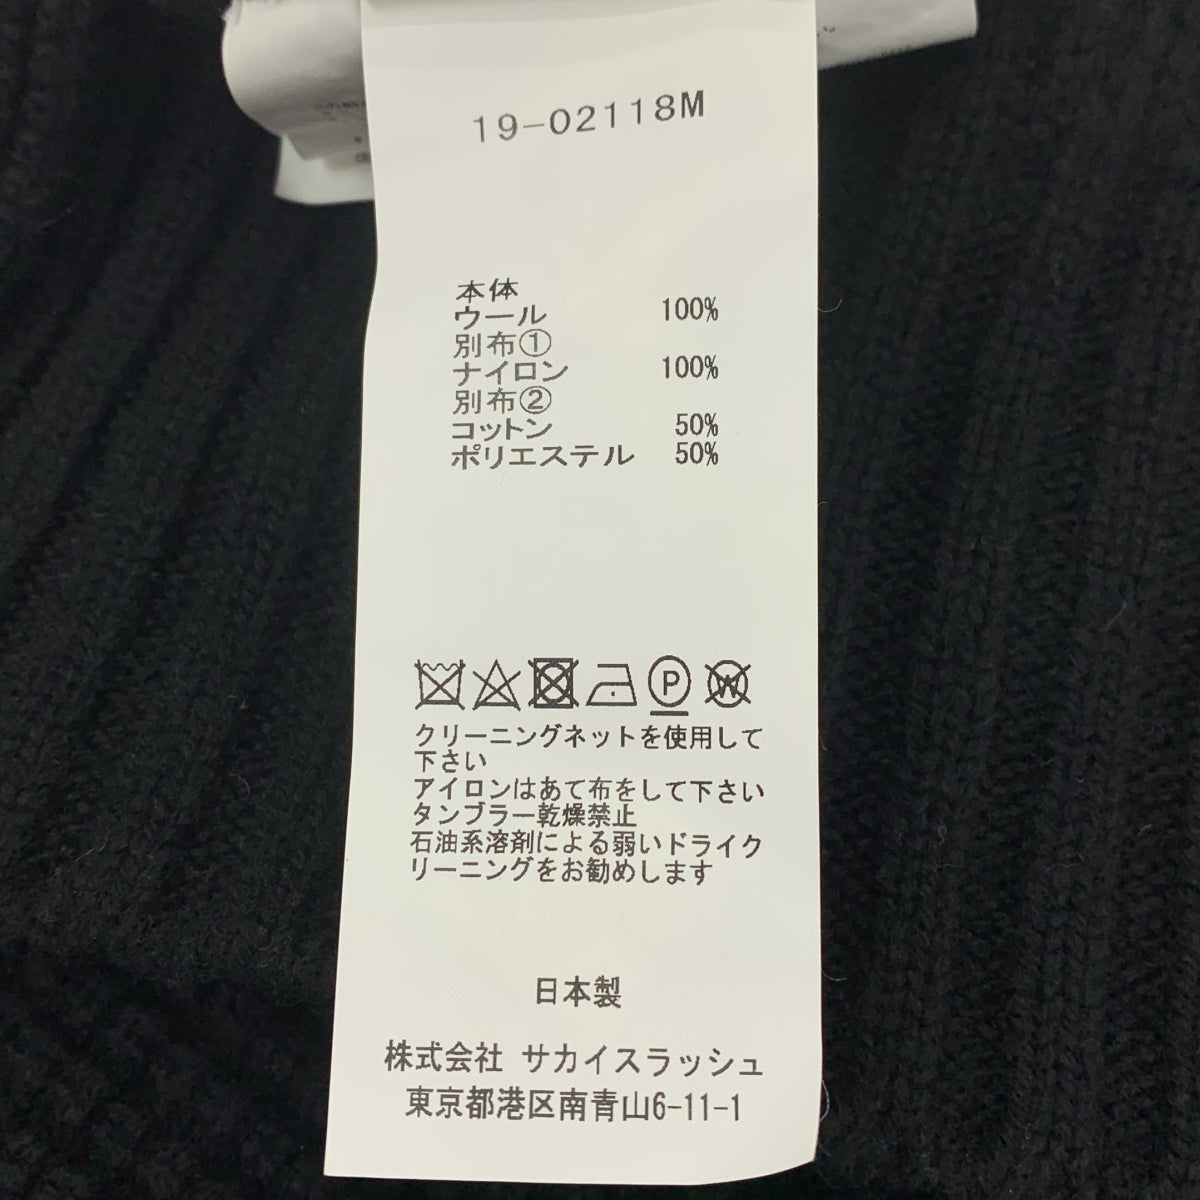 19-02118M
本体
ウール 100%
別布①
ナイロン 100%
別布②
コットン 50%
ポリエステル 50%
P W
クリーニングネットを使用して
下さい
アイロンはあて布をして下さい
タンブラー乾燥禁止
石油系溶剤による弱いドライク
リーニングをお勧めします
日本製
株式会社 サカイスラッシュ
東京都港区南青山6-11-1